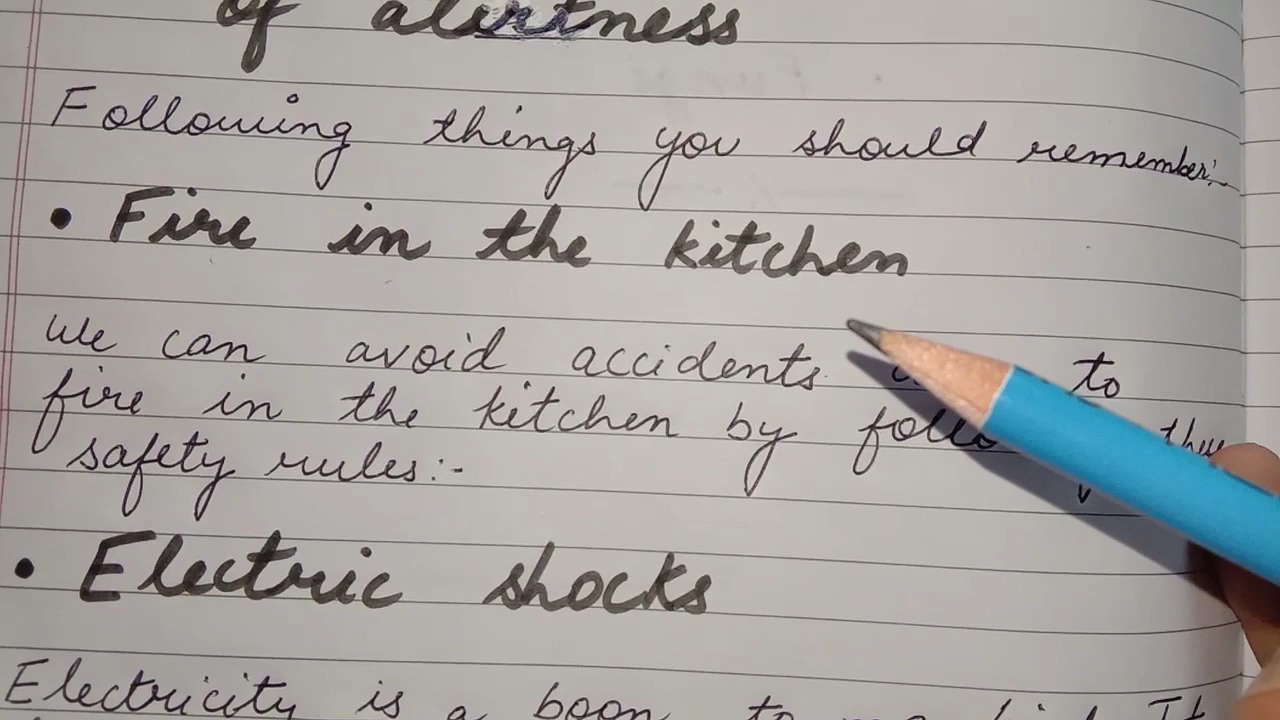 of alertness
Following things you should remember:-
• Fire in the kitchen
We can avoid accidents to
fire in the kitchen by
safety rules:-
• Electric shocks
Electricity is a boon to It